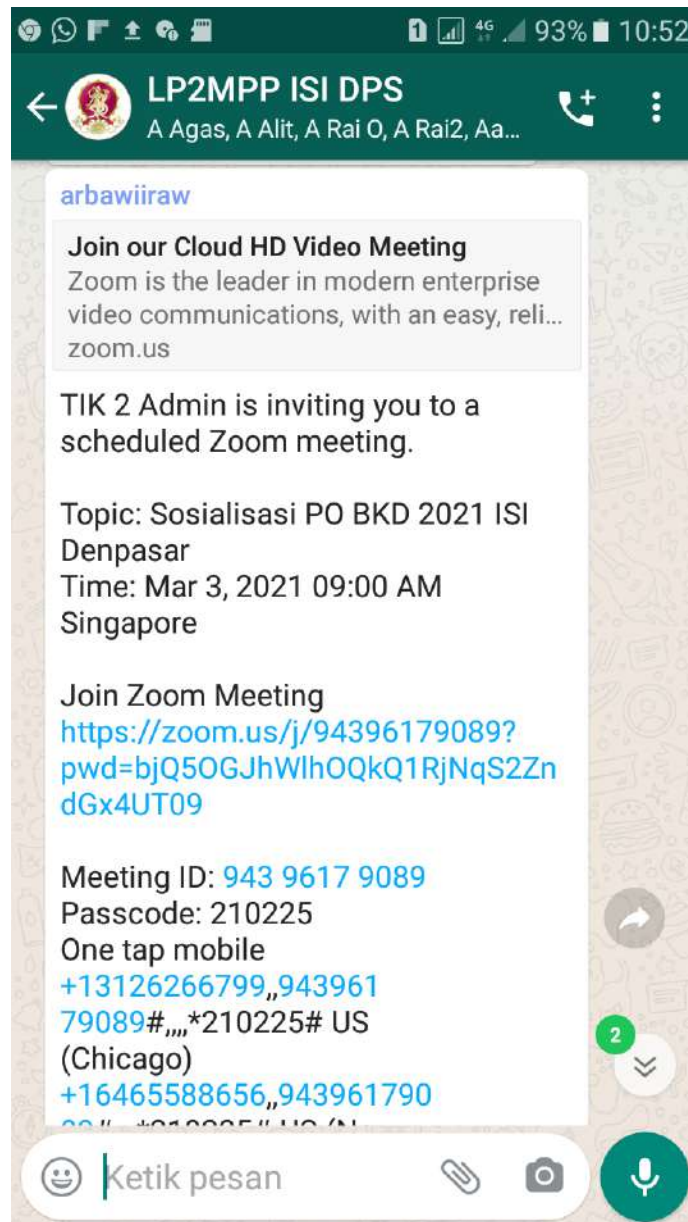 1 4G 93% 10:52
LP2MPP ISI DPS
A Agas, A Alit, A Rai O, A Rai2, Aa...
arbawiiraw
Join our Cloud HD Video Meeting
Zoom is the leader in modern enterprise
video communications, with an easy, reli...
zoom.us
TIK 2 Admin is inviting you to a
scheduled Zoom meeting.
Topic: Sosialisasi PO BKD 2021 ISI
Denpasar
Time: Mar 3, 2021 09:00 AM
Singapore
Join Zoom Meeting
https://zoom.us/j/94396179089?
pwd=bjQ5OGJhWlhOQkQ1RjNqS2Zn
dGx4UT09
Meeting ID: 943 9617 9089
Passcode: 210225
One tap mobile
+13126266799,,943961
79089#,,,,*210225# US
(Chicago)
+16465588656,,943961790
2
Ketik pesan